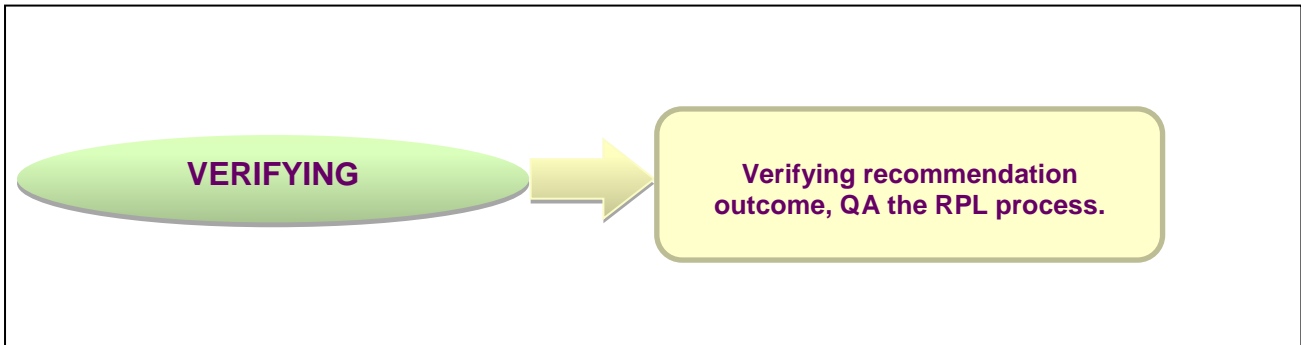 VERIFYING
Verifying recommendation
outcome, QA the RPL process.